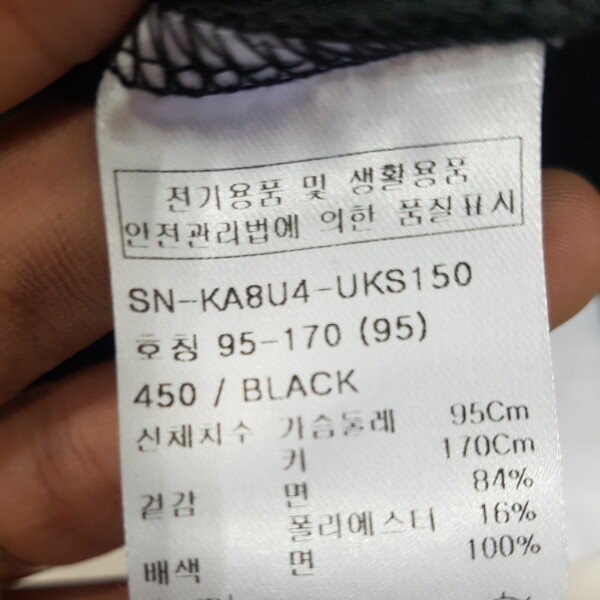 전기용품 및 생활용품
안전관리법에 의한 품질표시
SN-KA8U4-UKS150
호칭 95-170 (95)
450 / BLACK
신체치수 가슴둘레 95Cm
키 170Cm
겉감 면 84%
폴리에스터 16%
배색 면 100%